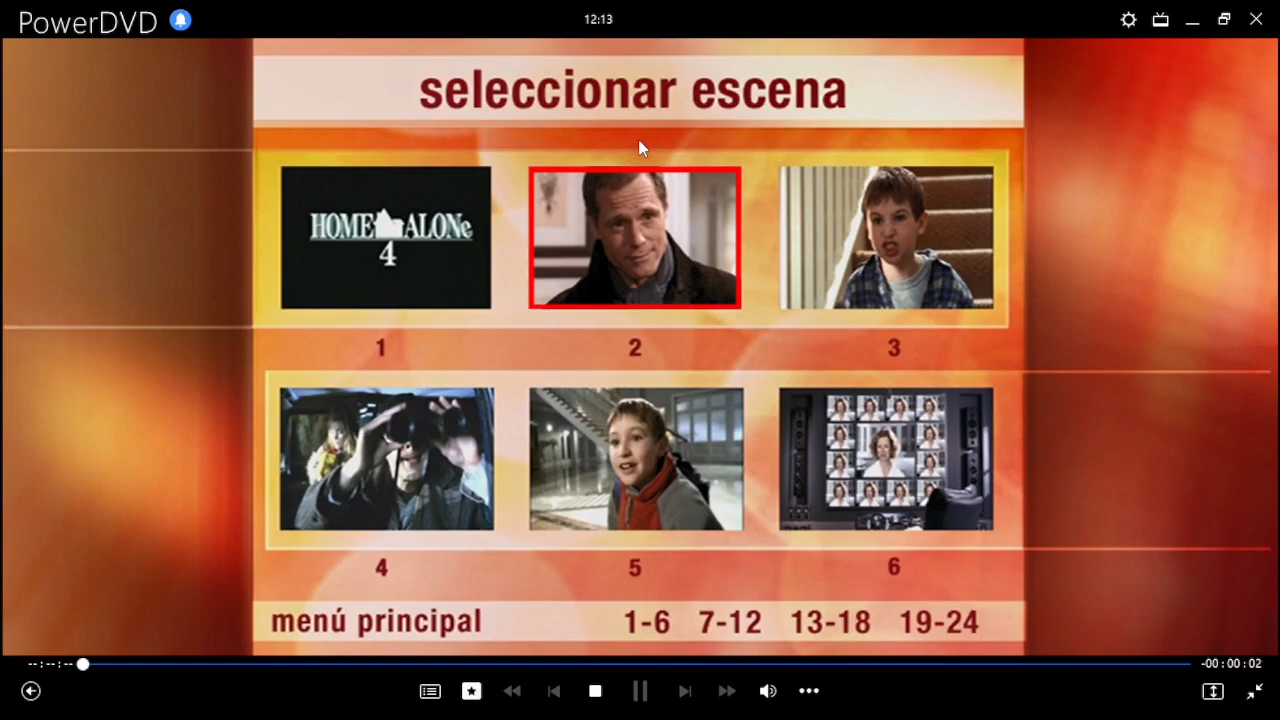 PowerDVD
12:13
seleccionar escena
HOME ALONe
4
1
2
3
4
5
6
menú principal 1-6 7-12 13-18 19-24
--:--:--
-00:00:02